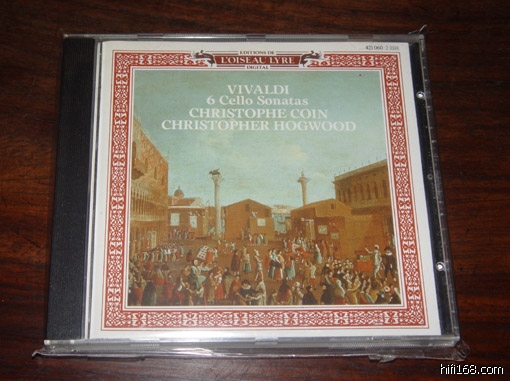 EDITIONS DE
L'OISEAU LYRE
DIGITAL
VIVALDI
6 Cello Sonatas
CHRISTOPHE COIN
CHRISTOPHER HOGWOOD
hifi168.com